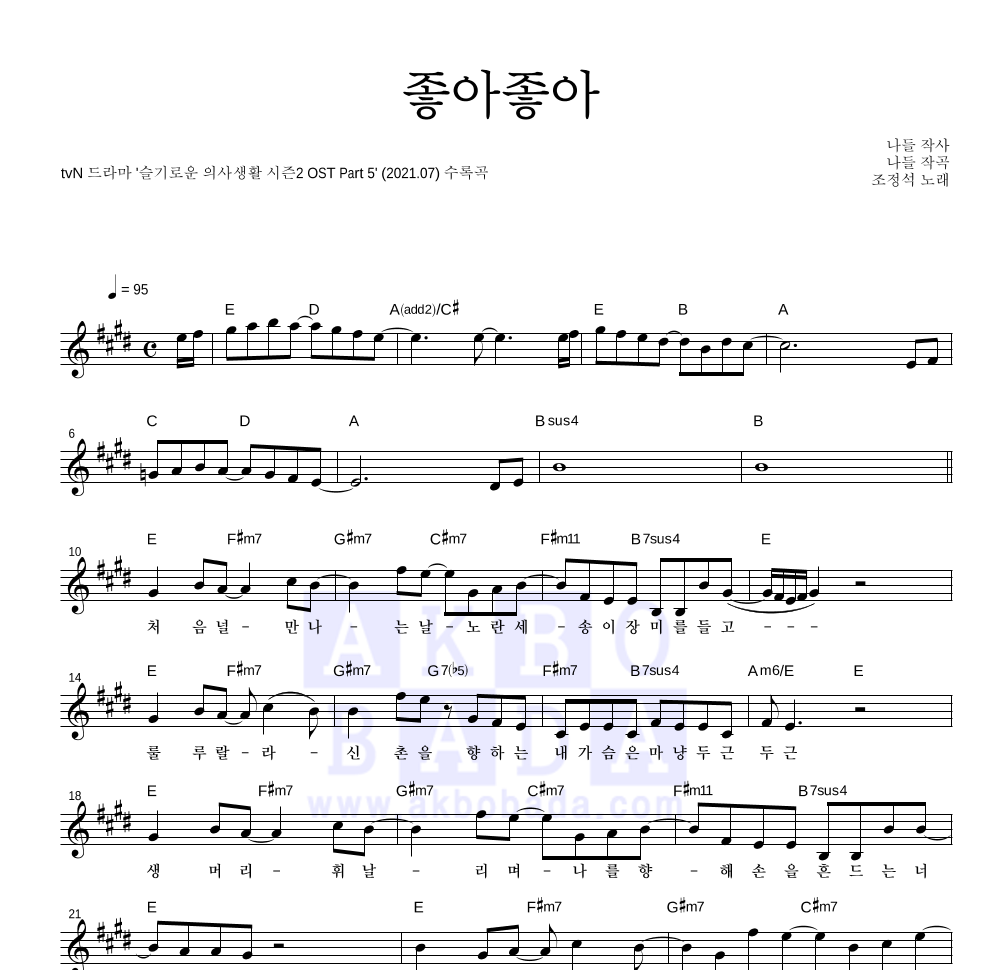 좋아좋아
나들 작사
나들 작곡
tvN 드라마 '슬기로운 의사생활 시즌2 OST Part 5' (2021.07) 수록곡
조정석 노래
= 95
E D A(add2)/C# E B A
6
C D A Bsus4 B
10
E F#m7 G#m7 C#m7 F#m11 B7sus4 E
처 음 널 - 만 나 - 는 날 - 노 란 세 - 송 이 장 미 를 들 고 - - -
14
E F#m7 G#m7 G7(b5) F#m7 B7sus4 Am6/E E
룰 루 랄 - 라 - 신 촌 을 향 하 는 내 가 슴 은 마 냥 두 근 두 근
18
E F#m7 G#m7 C#m7 F#m11 B7sus4
생 머 리 - 휘 날 - 리 며 - 나 를 향 - 해 손 을 흔 드 는 너
21
E E F#m7 G#m7 C#m7
AKBO
BADA
www.akbobada.com